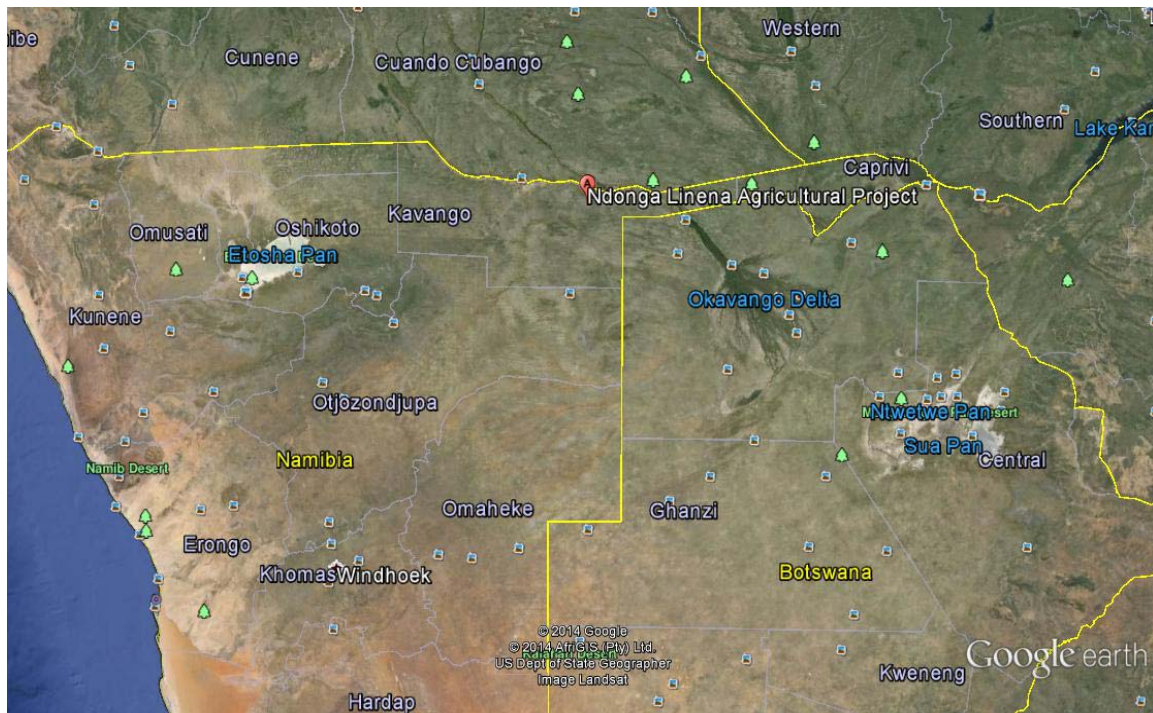 Western
Cunene
Cuando Cubango
Southern
Caprivi
Ndonga Linena Agricultural Project
Kavango
Oshikoto
Omusati
Etosha Pan
Okavango Delta
Kunene
Otjozondjupa
Ntwetwe Pan
Sua Pan
Central
Namibia
Namib Desert
Omaheke
Ghanzi
Erongo
Khomas
Windhoek
Botswana
© 2014 Google
© 2014 AfriGIS (Pty) Ltd.
US Dept of State Geographer
Image Landsat
Google earth
Kweneng
Hardap